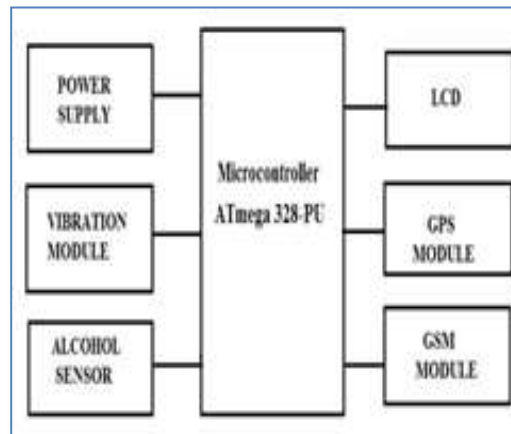 POWER
SUPPLY
VIBRATION
MODULE
ALCOHOL
SENSOR
Microcontroller
ATmega 328-PU
LCD
GPS
MODULE
GSM
MODULE